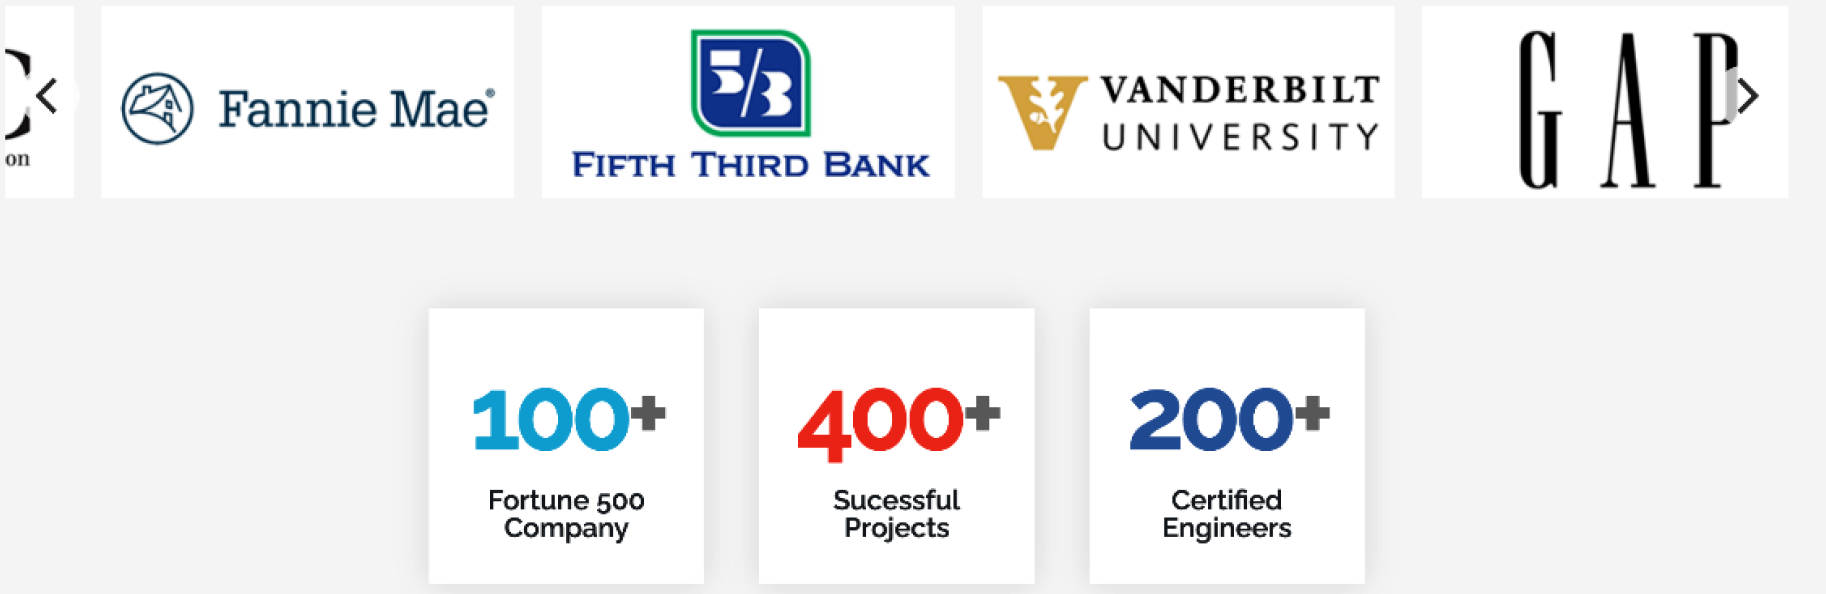 on
Fannie Mae®
5/3
FIFTH THIRD BANK
V VANDERBILT
UNIVERSITY
GAP
100+
Fortune 500
Company
400+
Sucessful
Projects
200+
Certified
Engineers